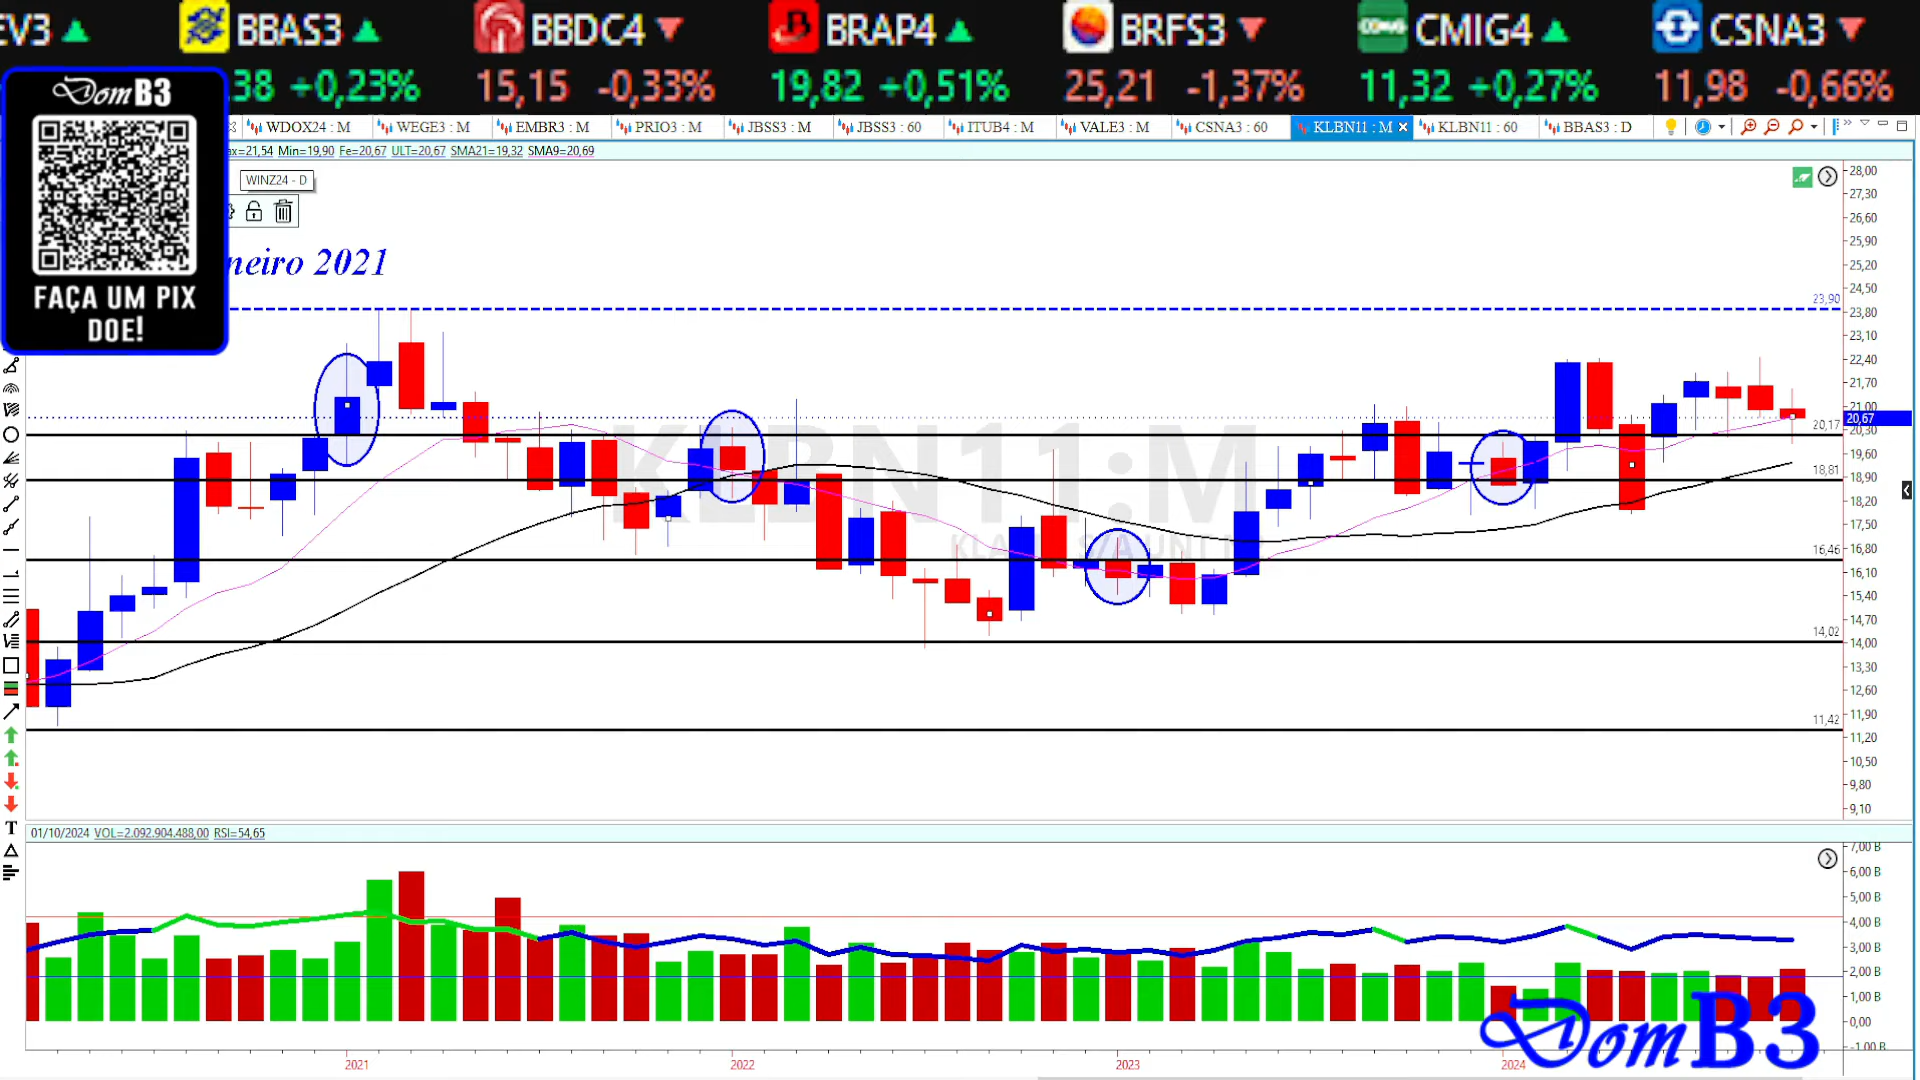 EV3 ▲ BBAS3 ▲ BBDC4 ▼ BRAP4 ▲ BRFS3 ▼ CMIG4 ▲ CSNA3 ▼
,38 +0,23% 15,15 -0,33% 19,82 +0,51% 25,21 -1,37% 11,32 +0,27% 11,98 -0,66%
Dom B3
FAÇA UM PIX
DOE!
WDOX24 : M WEGE3 : M EMBR3 : M PRIO3 : M JBSS3 : M JBSS3 : 60 ITUB4 : M VALE3 : M CSNA3 : 60 KLBN11 : M KLBN11 : 60 BBAS3 : D
ax=21,54 Min=19,90 Fe=20,67 ULT=20,67 SMA21=19,32 SMA9=20,69
WINZ24 - D
neiro 2021
KLBN11:M
23,90
20,17
18,81
16,46
14,02
11,42
28,00
27,30
26,60
25,90
25,20
24,50
23,80
23,10
22,40
21,70
21,00
20,67
20,30
19,60
18,90
18,20
17,50
16,80
16,10
15,40
14,70
14,00
13,30
12,60
11,90
11,20
10,50
9,80
9,10
01/10/2024 VOL=2.092.904.488,00 RSI=54,65
7,00 B
6,00 B
5,00 B
4,00 B
3,00 B
2,00 B
1,00 B
0,00
-1,00 B
2021 2022 2023 2024
Dom B3